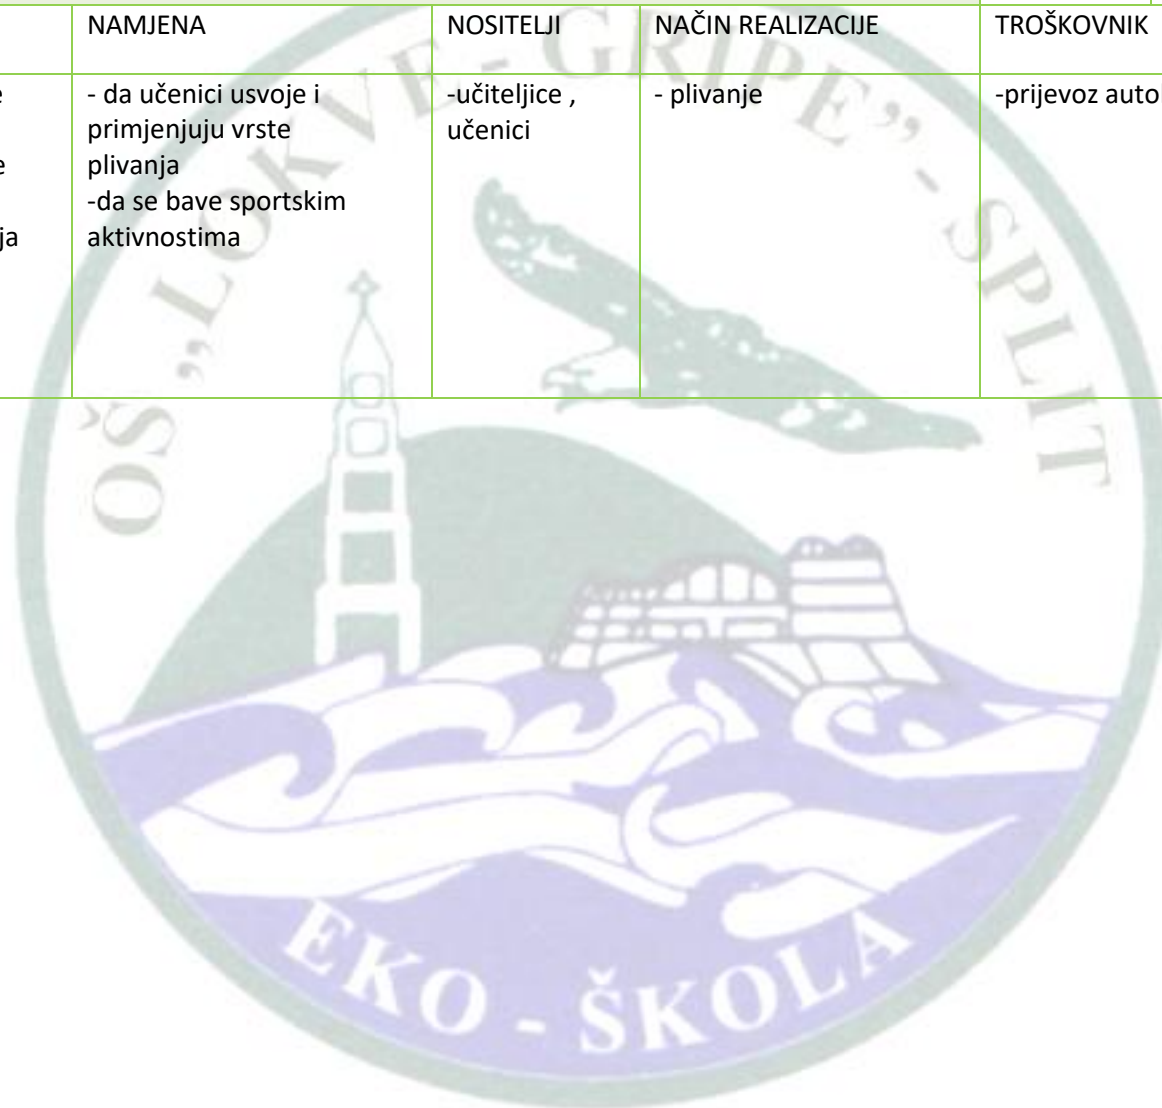 NAMJENA
NOSITELJI
NAČIN REALIZACIJE
TROŠKOVNIK
e
- da učenici usvoje i
primjenjuju vrste
plivanja
-da se bave sportskim
aktivnostima
e
ja
-učiteljice ,
učenici
- plivanje
-prijevoz auto
OŠ „LOKVE - GRIPE” - SPLIT
EKO - ŠKOLA